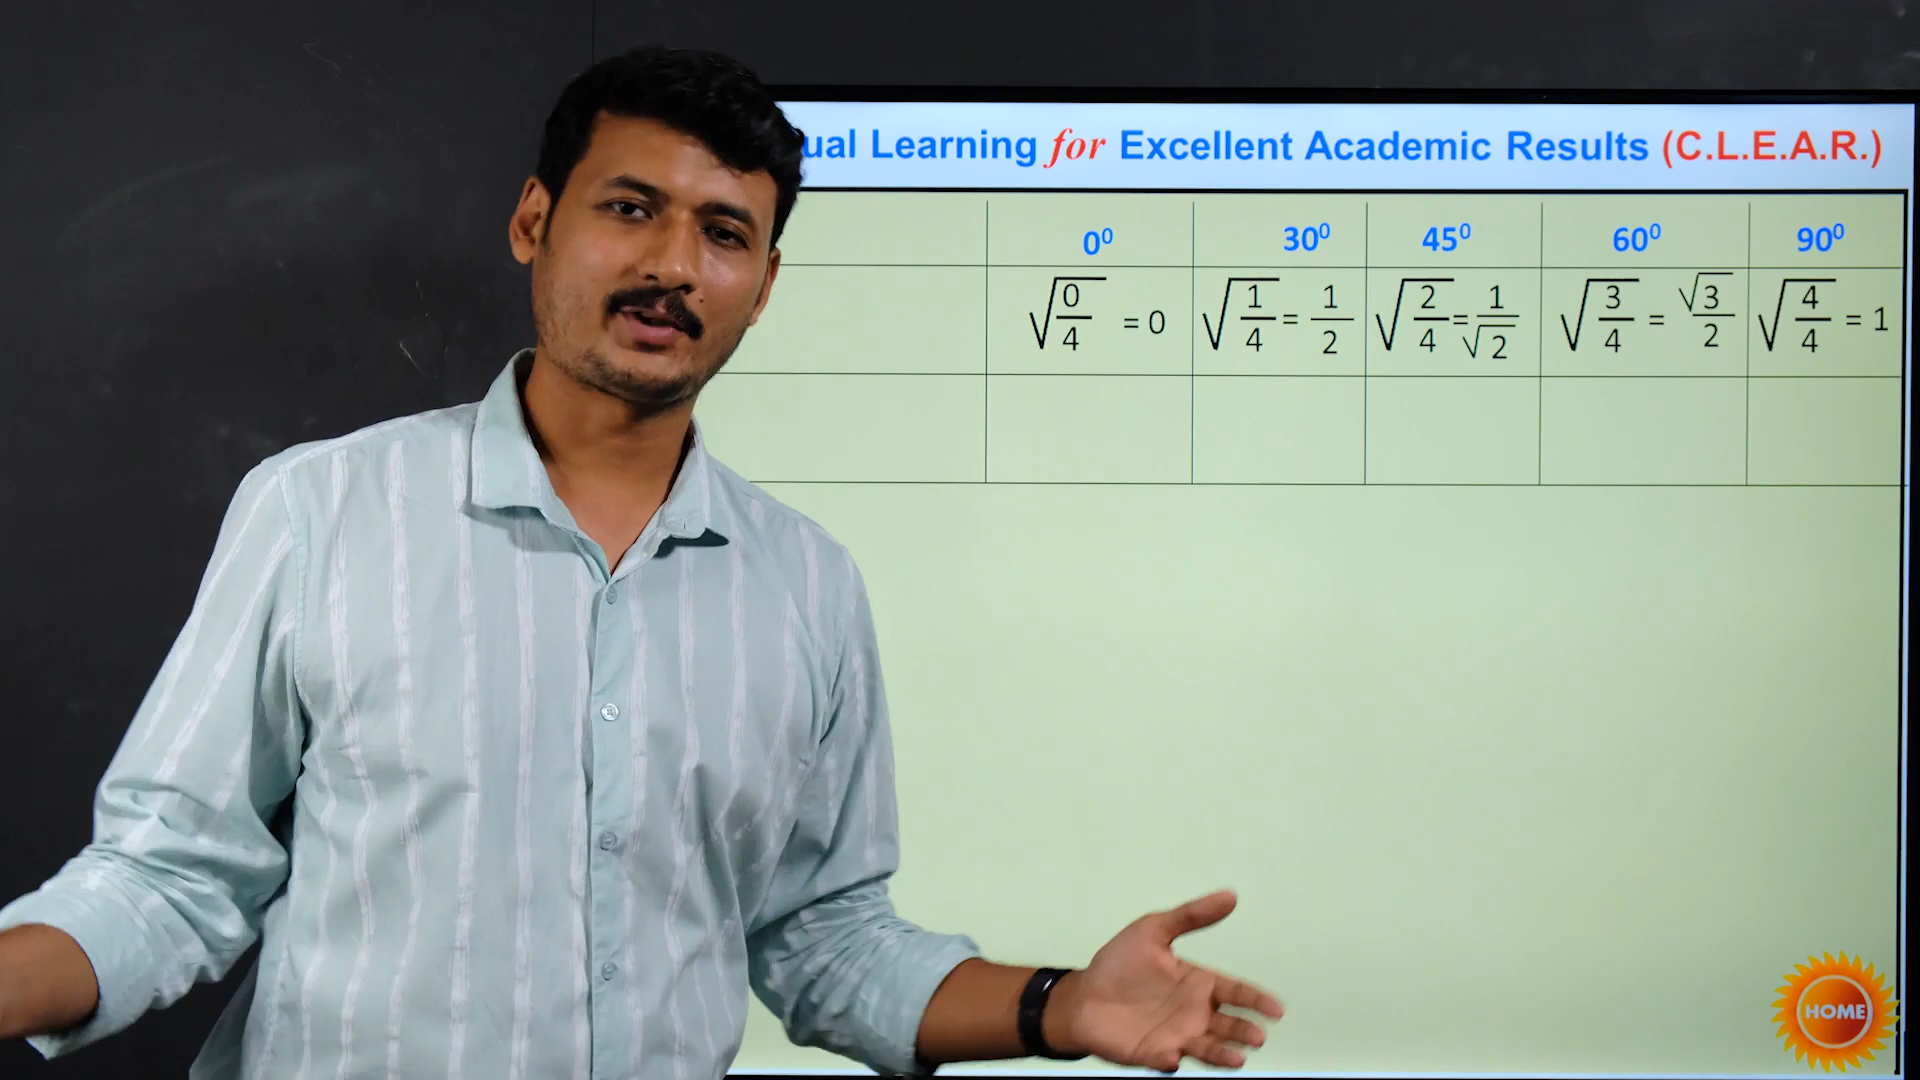 ual Learning for Excellent Academic Results (C.L.E.A.R.)
0⁰ 30⁰ 45⁰ 60⁰ 90⁰
√(0/4) = 0 √(1/4) = 1/2 √(2/4) = 1/√2 √(3/4) = √3/2 √(4/4) = 1
HOME